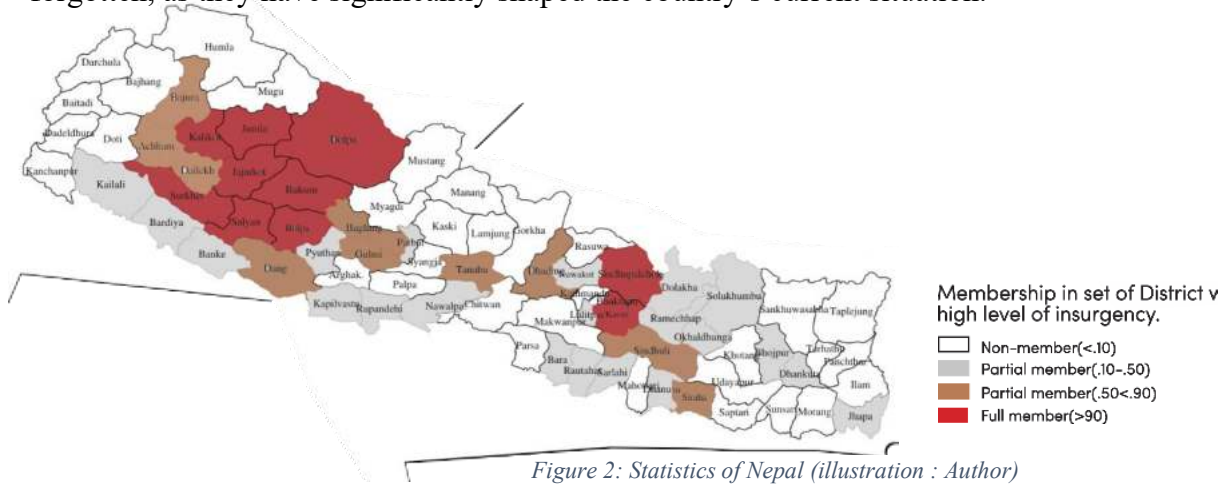 forgotten, as they have significantly shaped the country's current situation.
Humla
Darchula
Bajhang
Mugu
Baitadi
Bajura
Dadeldhura
Doti
Achham
Kalikot
Jumla
Dolpa
Dailekh
Kanchanpur
Kailali
Jajarkot
Mustang
Surkhet
Rukum
Manang
Bardiya
Salyan
Rolpa
Myagdi
Kaski
Lamjung
Gorkha
Baglung
Parbat
Rasuwa
Banke
Pyuthan
Gulmi
Syangja
Dang
Arghak.
Tanahu
Dhading
Nuwakot
Sindhupalchok
Dolakha
Solukhumbu
Palpa
Kathmandu
Bhaktapur
Sankhuwasabha
Taplejung
Kapilvastu
Rupandehi
Nawalpa
Chitwan
Lalitpur
Kavre
Ramechhap
Makwanpur
Okhaldhunga
Parsa
Sindhuli
Khotang
Bhojpur
Terhathu
Panchthar
Bara
Rautahat
Sarlahi
Dhankuta
Mahottari
Dhanusa
Siraha
Udayapur
Ilam
Saptari
Sunsari
Morang
Jhapa
Membership in set of District w
high level of insurgency.
Non-member(<.10)
Partial member(.10-.50)
Partial member(.50<.90)
Full member(>90)
Figure 2: Statistics of Nepal (illustration : Author)